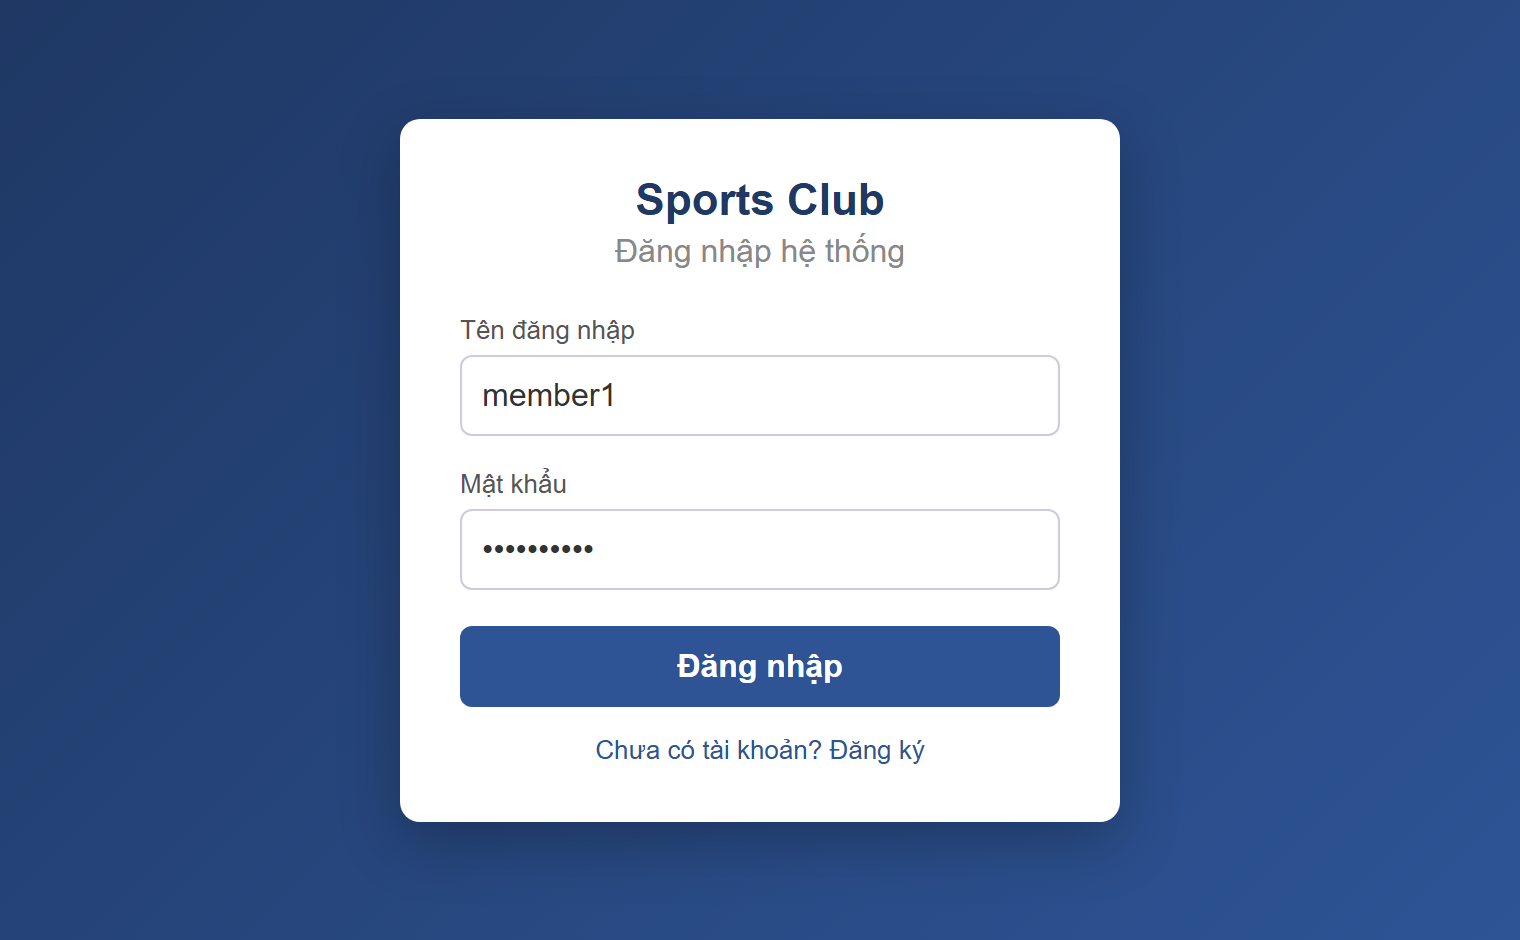 Sports Club
Đăng nhập hệ thống
Tên đăng nhập
member1
Mật khẩu
••••••••••
Đăng nhập
Chưa có tài khoản? Đăng ký